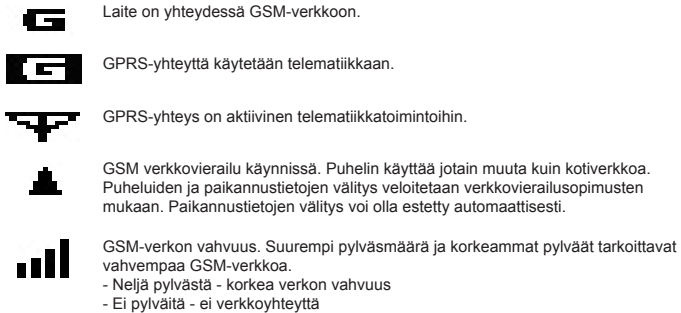 Laite on yhteydessä GSM-verkkoon.
GPRS-yhteyttä käytetään telematiikkaan.
GPRS-yhteys on aktiivinen telematiikkatoimintoihin.
GSM verkkovierailu käynnissä. Puhelin käyttää jotain muuta kuin kotiverkkoa.
Puheluiden ja paikannustietojen välitys veloitetaan verkkovierailusopimusten
mukaan. Paikannustietojen välitys voi olla estetty automaattisesti.
GSM-verkon vahvuus. Suurempi pylväsmäärä ja korkeammat pylväät tarkoittavat
vahvempaa GSM-verkkoa.
- Neljä pylvästä - korkea verkon vahvuus
- Ei pylväitä - ei verkkoyhteyttä